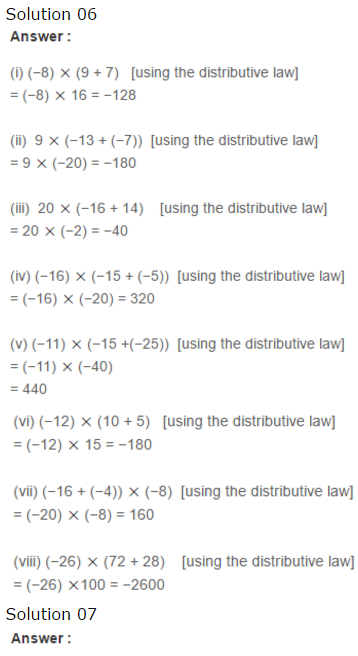 Solution 06
Answer :
(i) (−8) × (9 + 7) [using the distributive law]
= (−8) × 16 = −128
(ii) 9 × (−13 + (−7)) [using the distributive law]
= 9 × (−20) = −180
(iii) 20 × (−16 + 14) [using the distributive law]
= 20 × (−2) = −40
(iv) (−16) × (−15 + (−5)) [using the distributive law]
= (−16) × (−20) = 320
(v) (−11) × (−15 +(−25)) [using the distributive law]
= (−11) × (−40)
= 440
(vi) (−12) × (10 + 5) [using the distributive law]
= (−12) × 15 = −180
(vii) (−16 + (−4)) × (−8) [using the distributive law]
= (−20) × (−8) = 160
(viii) (−26) × (72 + 28) [using the distributive law]
= (−26) ×100 = −2600
Solution 07
Answer :